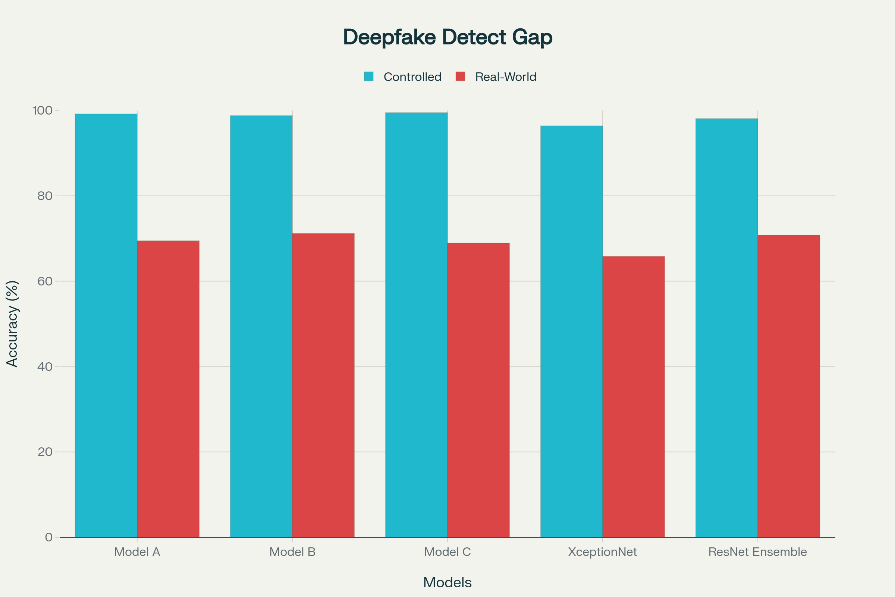 Deepfake Detect Gap
Controlled Real-World
100
80
60
40
20
0
Accuracy (%)
Model A Model B Model C XceptionNet ResNet Ensemble
Models